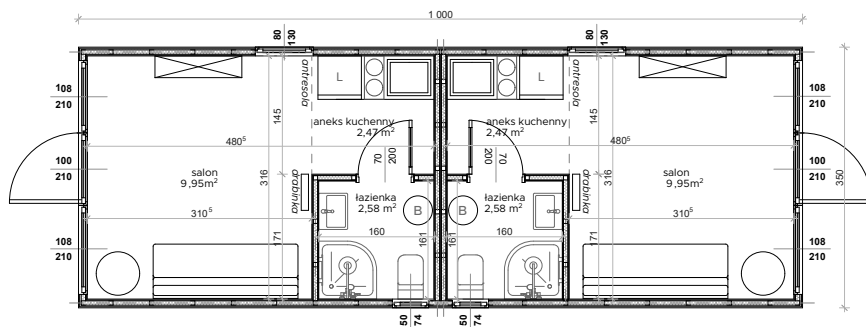 1 000
80
130
80
130
antresola
L
L
antresola
108
210
145
aneks kuchenny
2,47 m²
aneks kuchenny
2,47 m²
145
108
210
480⁵
480⁵
70
200
70
200
100
210
salon
9,95m²
316
drabinka
łazienka
2,58 m²
łazienka
2,58 m²
drabinka
316
salon
9,95m²
100
210
350
B
B
310⁵
310⁵
108
210
171
160
161
161
160
171
108
210
50
74
50
74